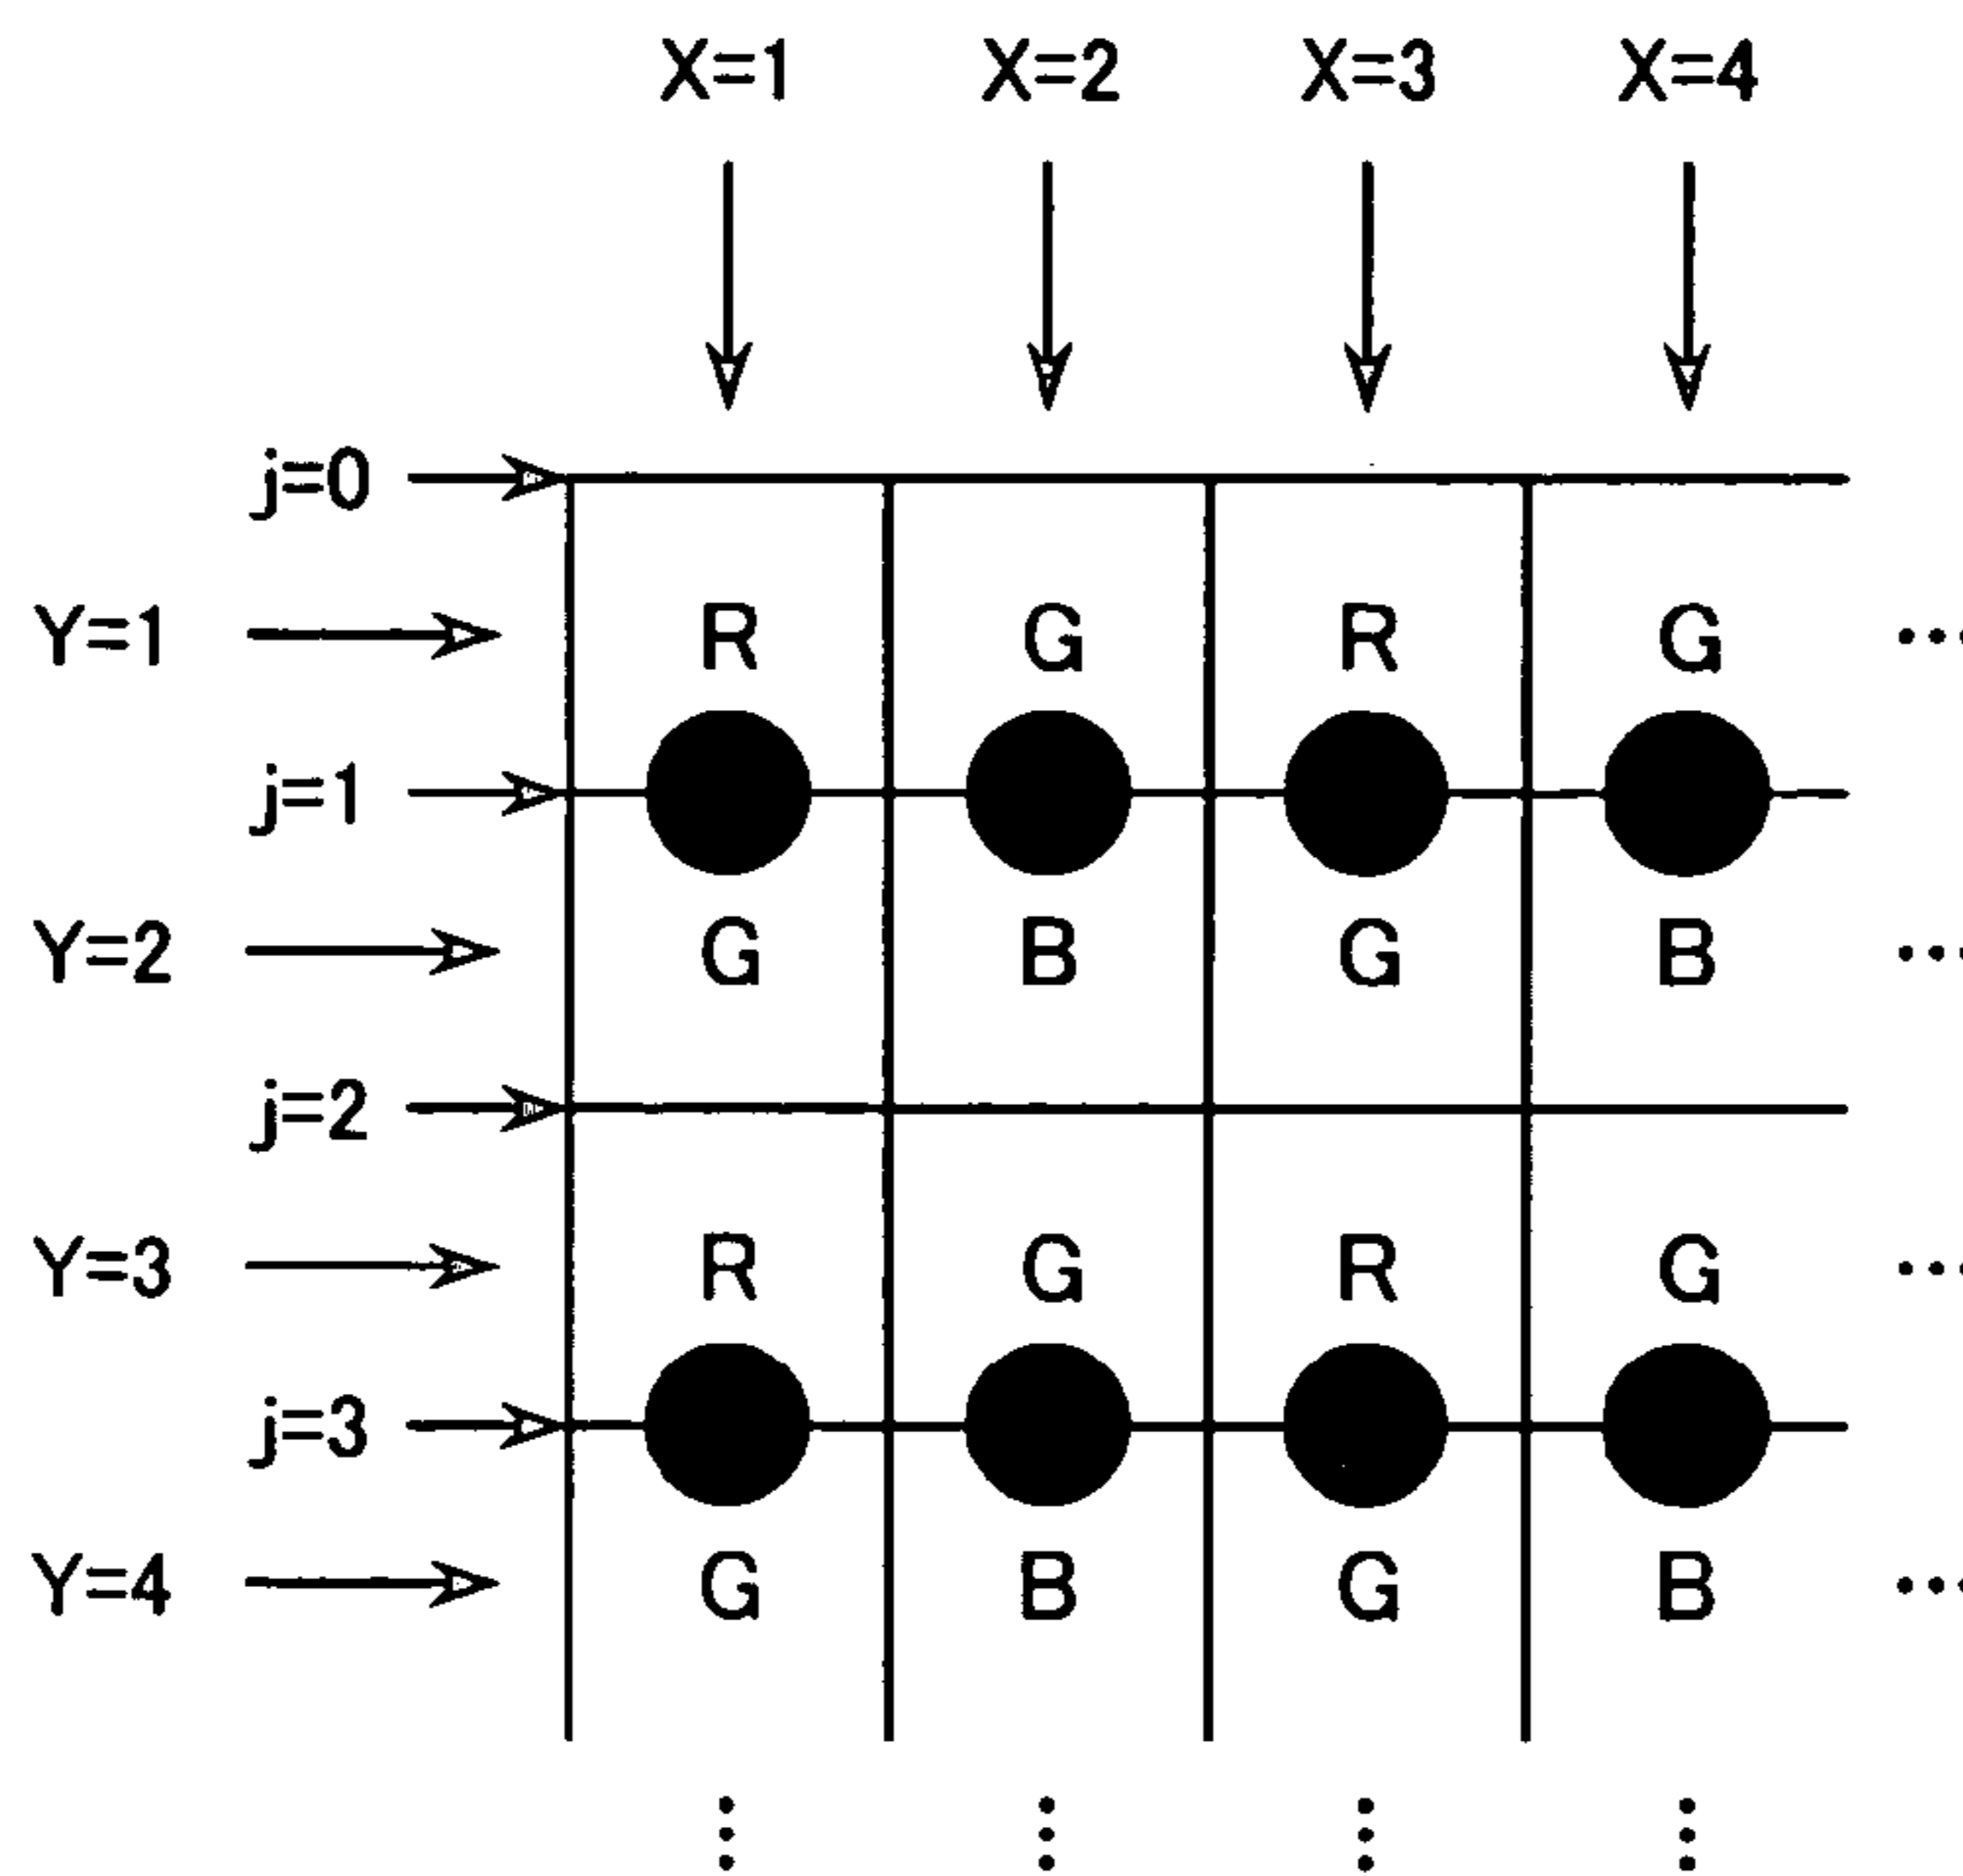 X=1 X=2 X=3 X=4
j=0
Y=1 R G R G ...
j=1
Y=2 G B G B ...
j=2
Y=3 R G R G ...
j=3
Y=4 G B G B ...